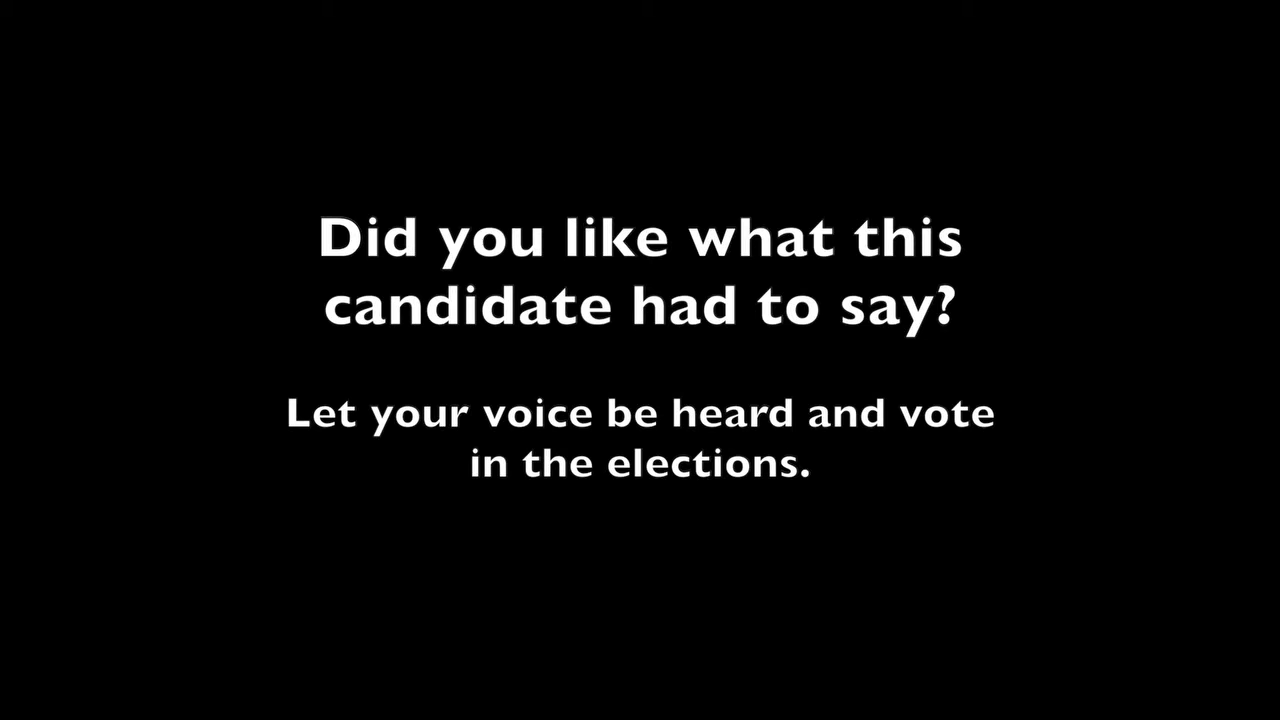 Did you like what this
candidate had to say?
Let your voice be heard and vote
in the elections.